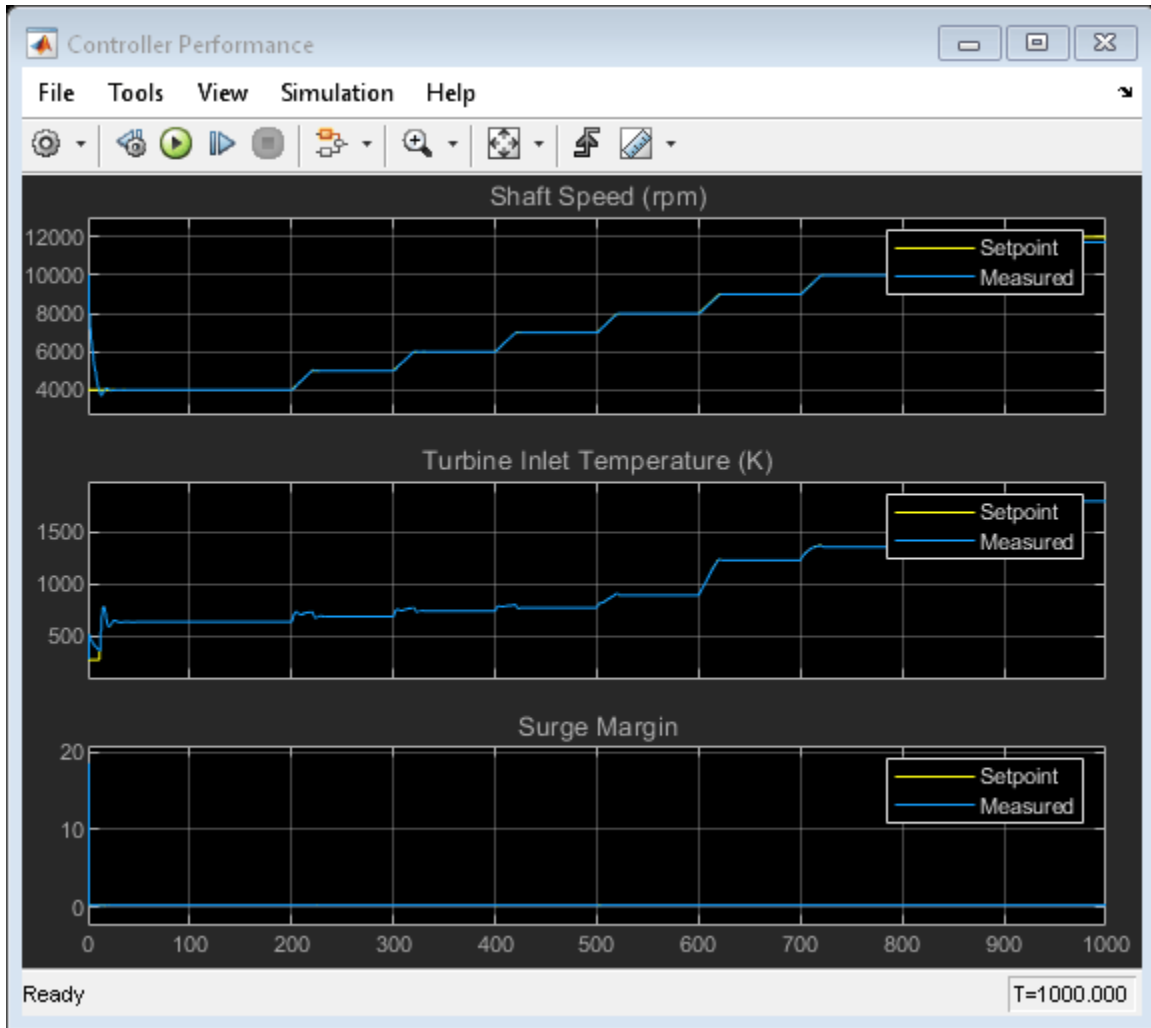 Controller Performance
File Tools View Simulation Help
Shaft Speed (rpm)
12000
10000
8000
6000
4000
Setpoint
Measured
Turbine Inlet Temperature (K)
1500
1000
500
Setpoint
Measured
Surge Margin
20
10
0
Setpoint
Measured
0 100 200 300 400 500 600 700 800 900 1000
Ready T=1000.000